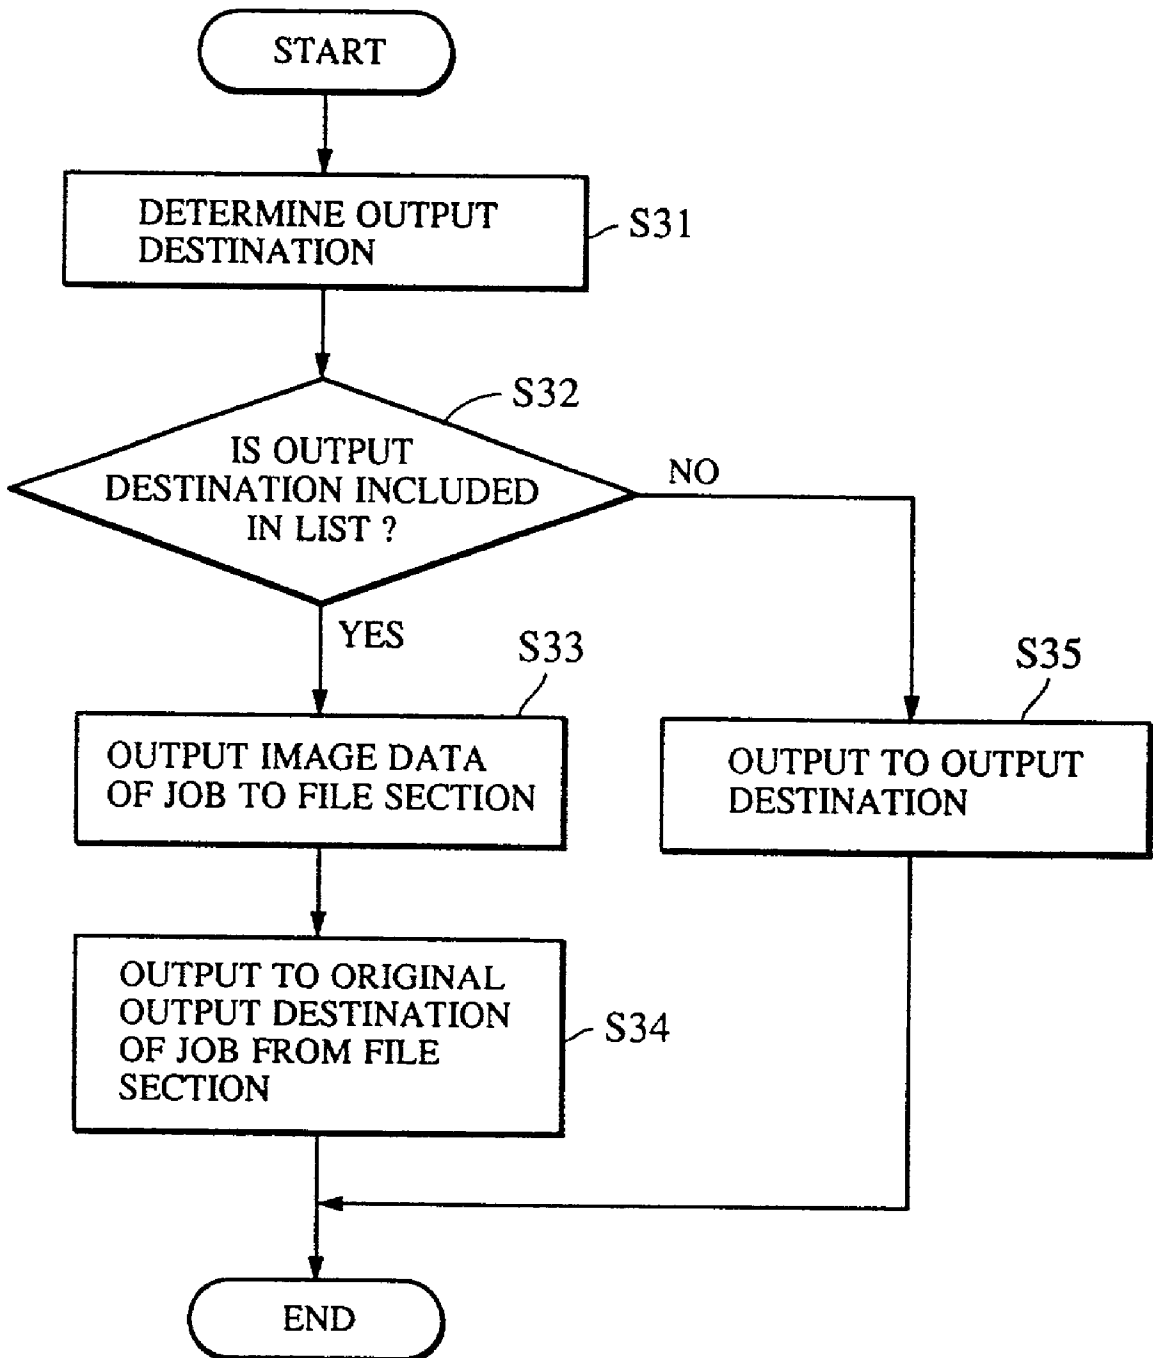 START
DETERMINE OUTPUT
DESTINATION
S31
S32
IS OUTPUT
DESTINATION INCLUDED
IN LIST ?
NO
YES
S33
OUTPUT IMAGE DATA
OF JOB TO FILE SECTION
S35
OUTPUT TO OUTPUT
DESTINATION
OUTPUT TO ORIGINAL
OUTPUT DESTINATION
OF JOB FROM FILE
SECTION
S34
END